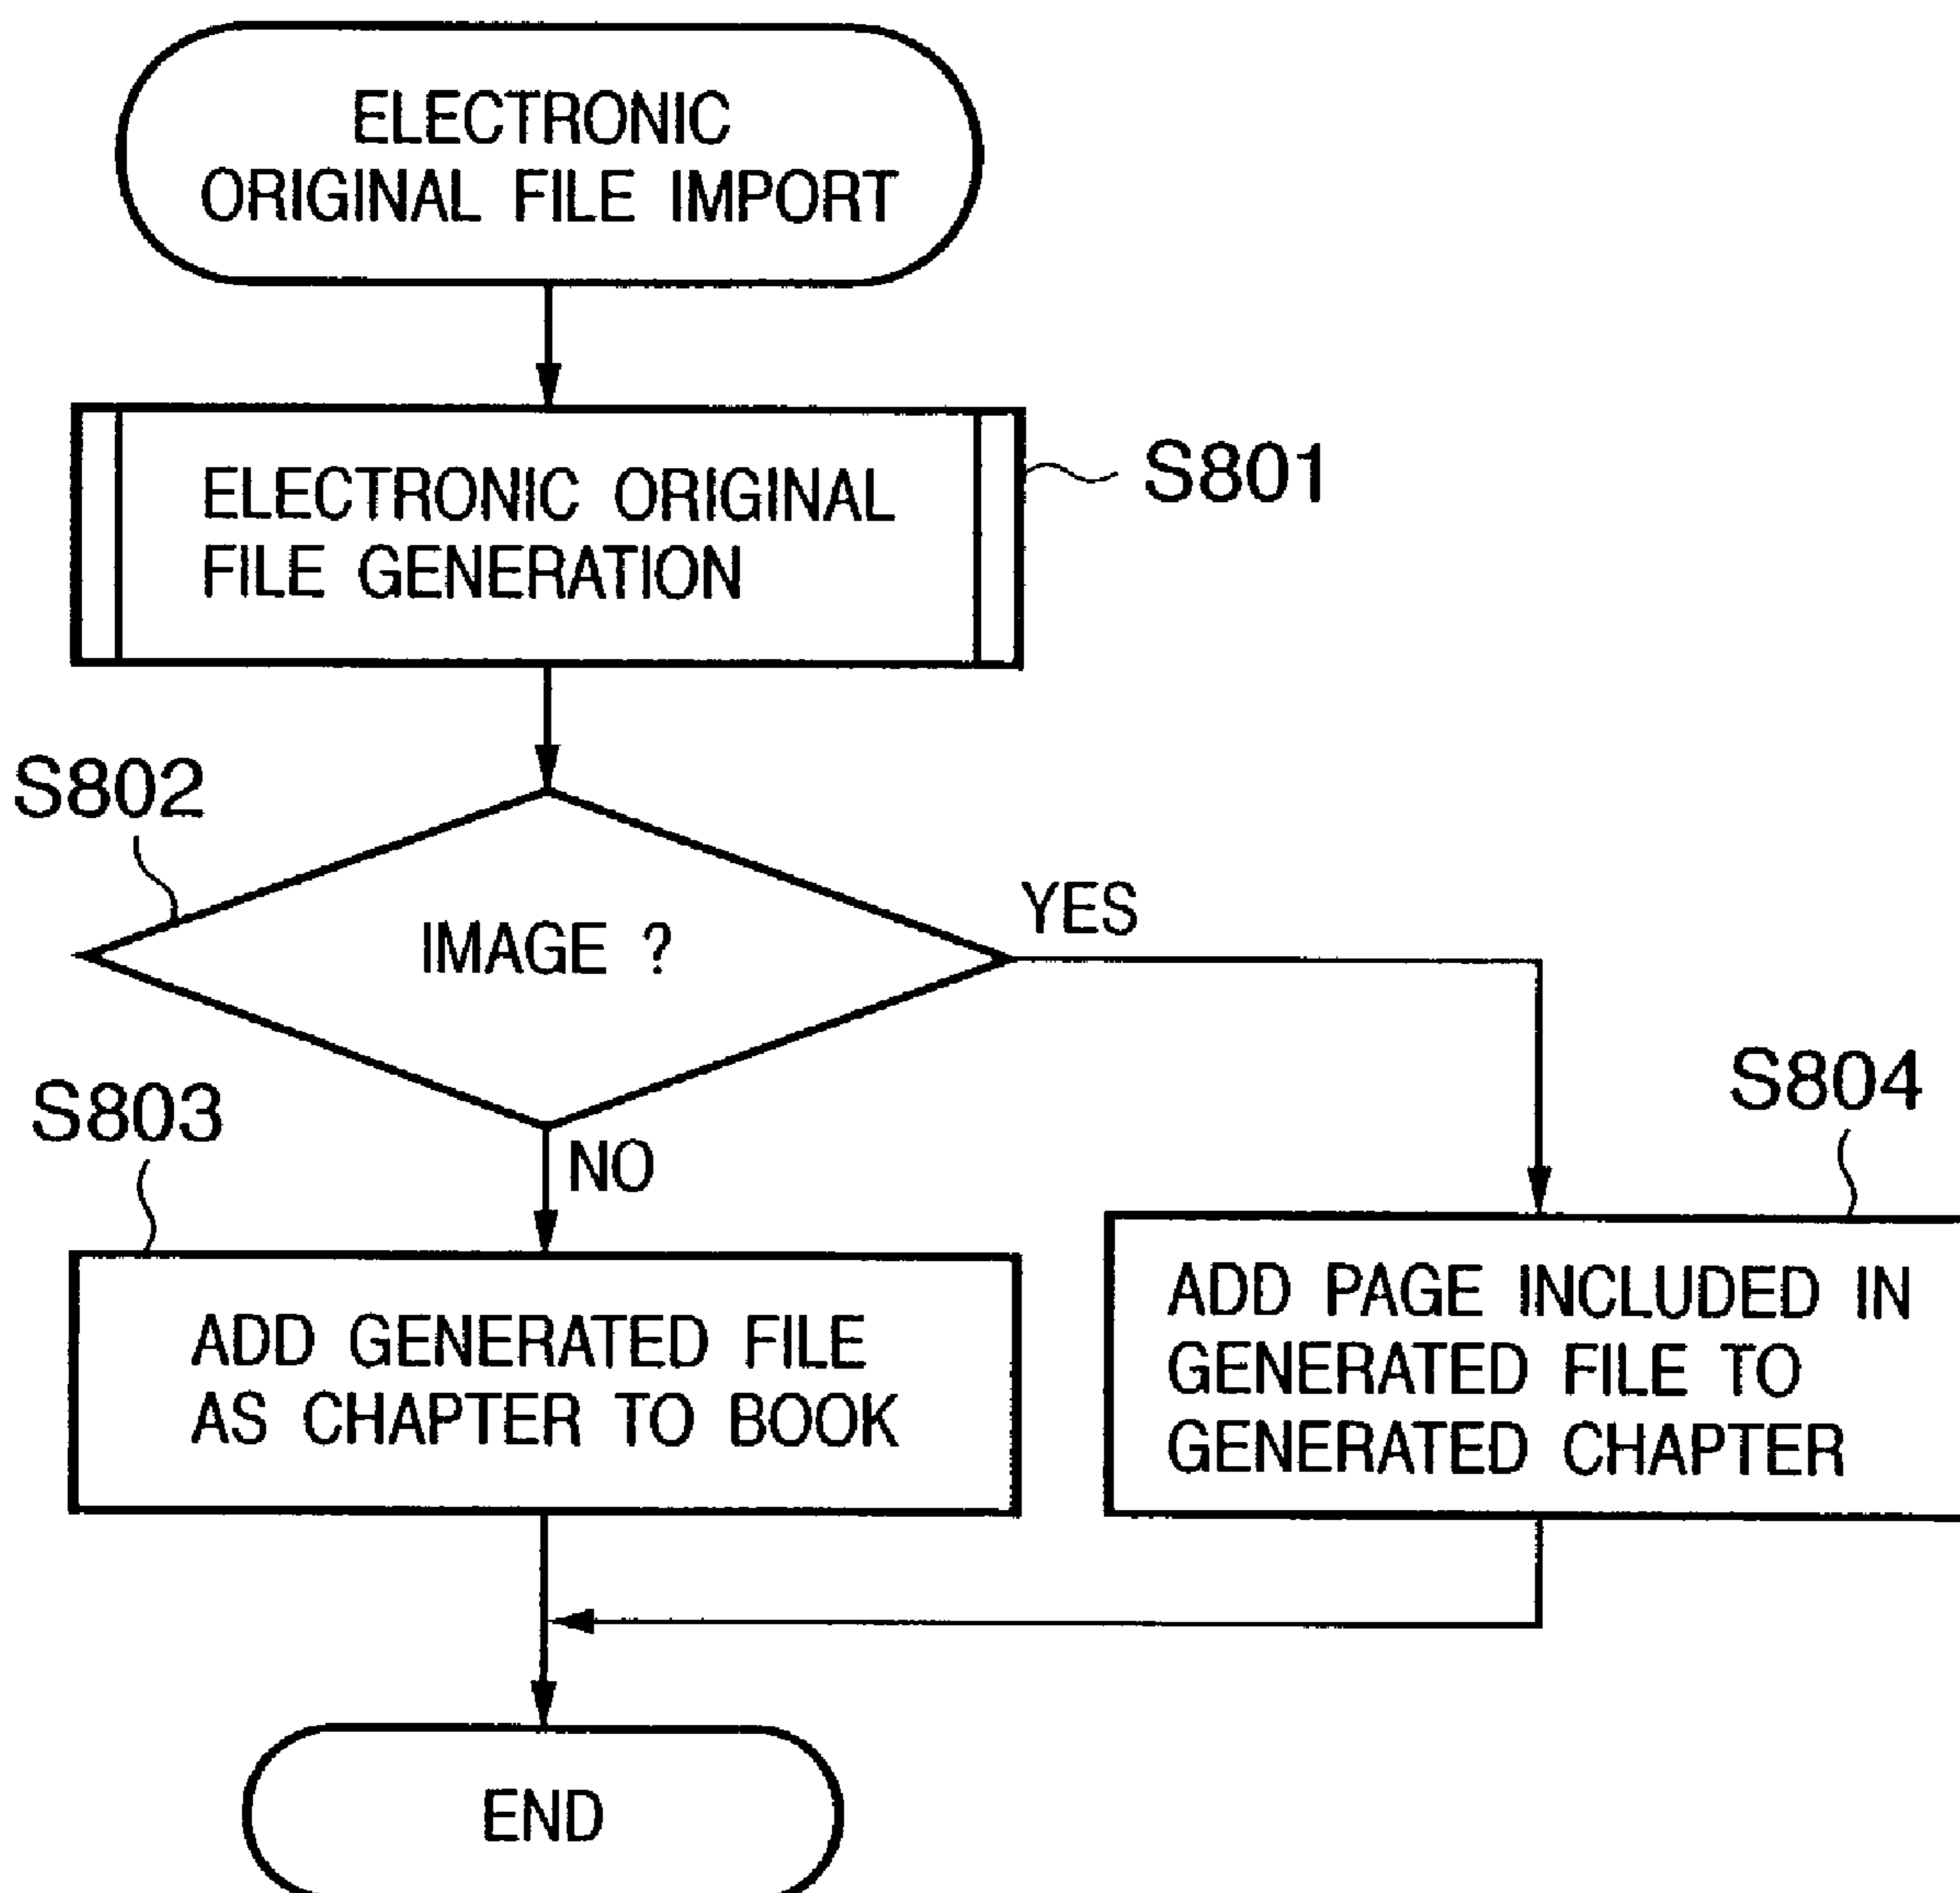 ELECTRONIC
ORIGINAL FILE IMPORT
ELECTRONIC ORIGINAL
FILE GENERATION
S801
S802
IMAGE ?
YES
NO
S803
ADD GENERATED FILE
AS CHAPTER TO BOOK
S804
ADD PAGE INCLUDED IN
GENERATED FILE TO
GENERATED CHAPTER
END